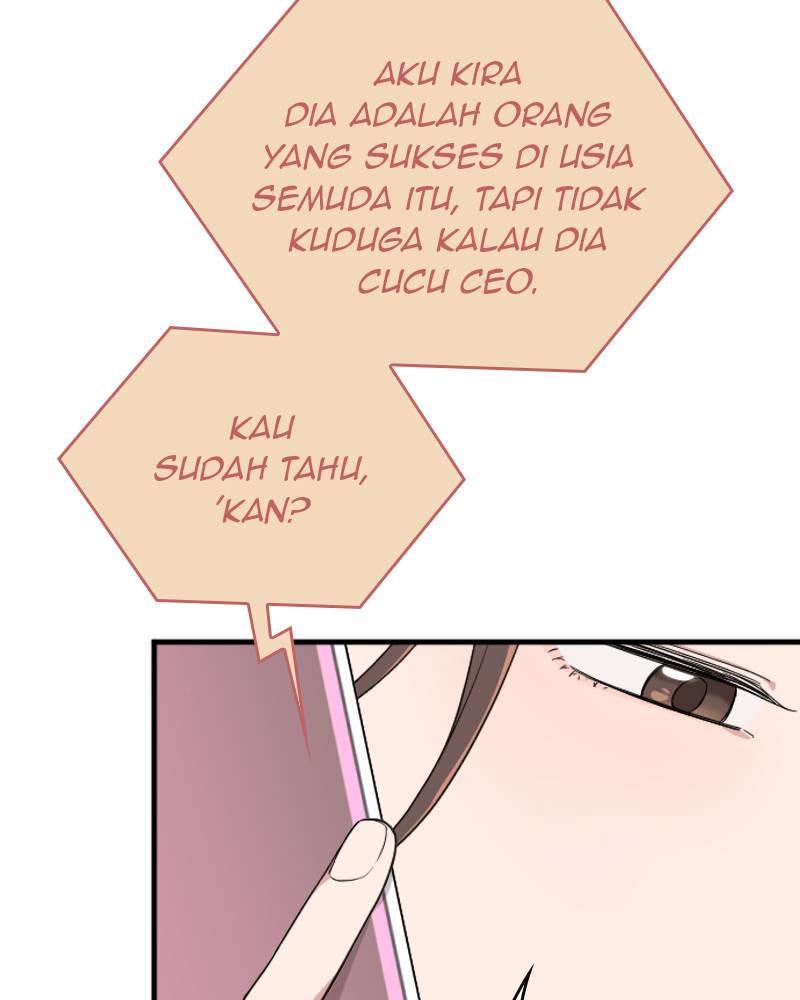 AKU KIRA
DIA ADALAH ORANG
YANG SUKSES DI USIA
SEMUDA ITU, TAPI TIDAK
KUDUGA KALAU DIA
CUCU CEO.
KAU
SUDAH TAHU,
'KAN?